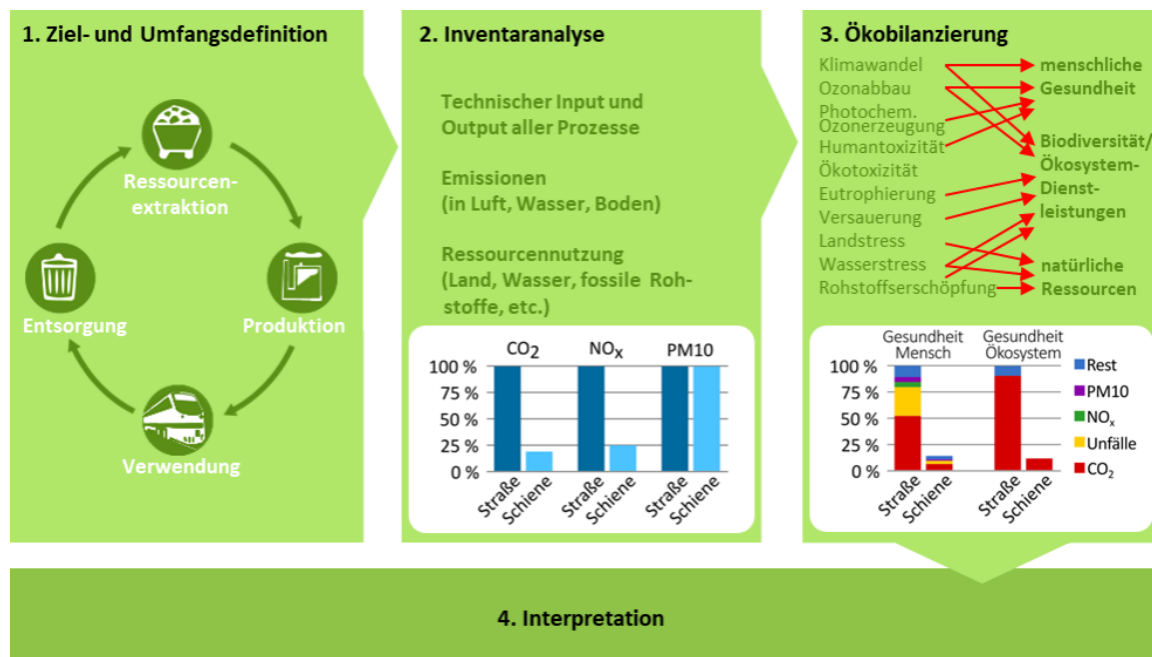 1. Ziel- und Umfangsdefinition
Ressourcen-
extraktion
Entsorgung
Produktion
Verwendung
2. Inventaranalyse
Technischer Input und
Output aller Prozesse
Emissionen
(in Luft, Wasser, Boden)
Ressourcennutzung
(Land, Wasser, fossile Roh-
stoffe, etc.)
CO2 NOx PM10
100 %
75 %
50 %
25 %
0 %
Straße Schiene Straße Schiene Straße Schiene
3. Ökobilanzierung
Klimawandel
Ozonabbau
Photochem.
Ozonerzeugung
Humantoxizität
Ökotoxizität
Eutrophierung
Versauerung
Landstress
Wasserstress
Rohstoffserschöpfung
menschliche
Gesundheit
Biodiversität/
Ökosystem-
Dienst-
leistungen
natürliche
Ressourcen
Gesundheit
Mensch
Gesundheit
Ökosystem
100 %
75 %
50 %
25 %
0 %
Straße Schiene Straße Schiene
Rest
PM10
NOx
Unfälle
CO2
4. Interpretation